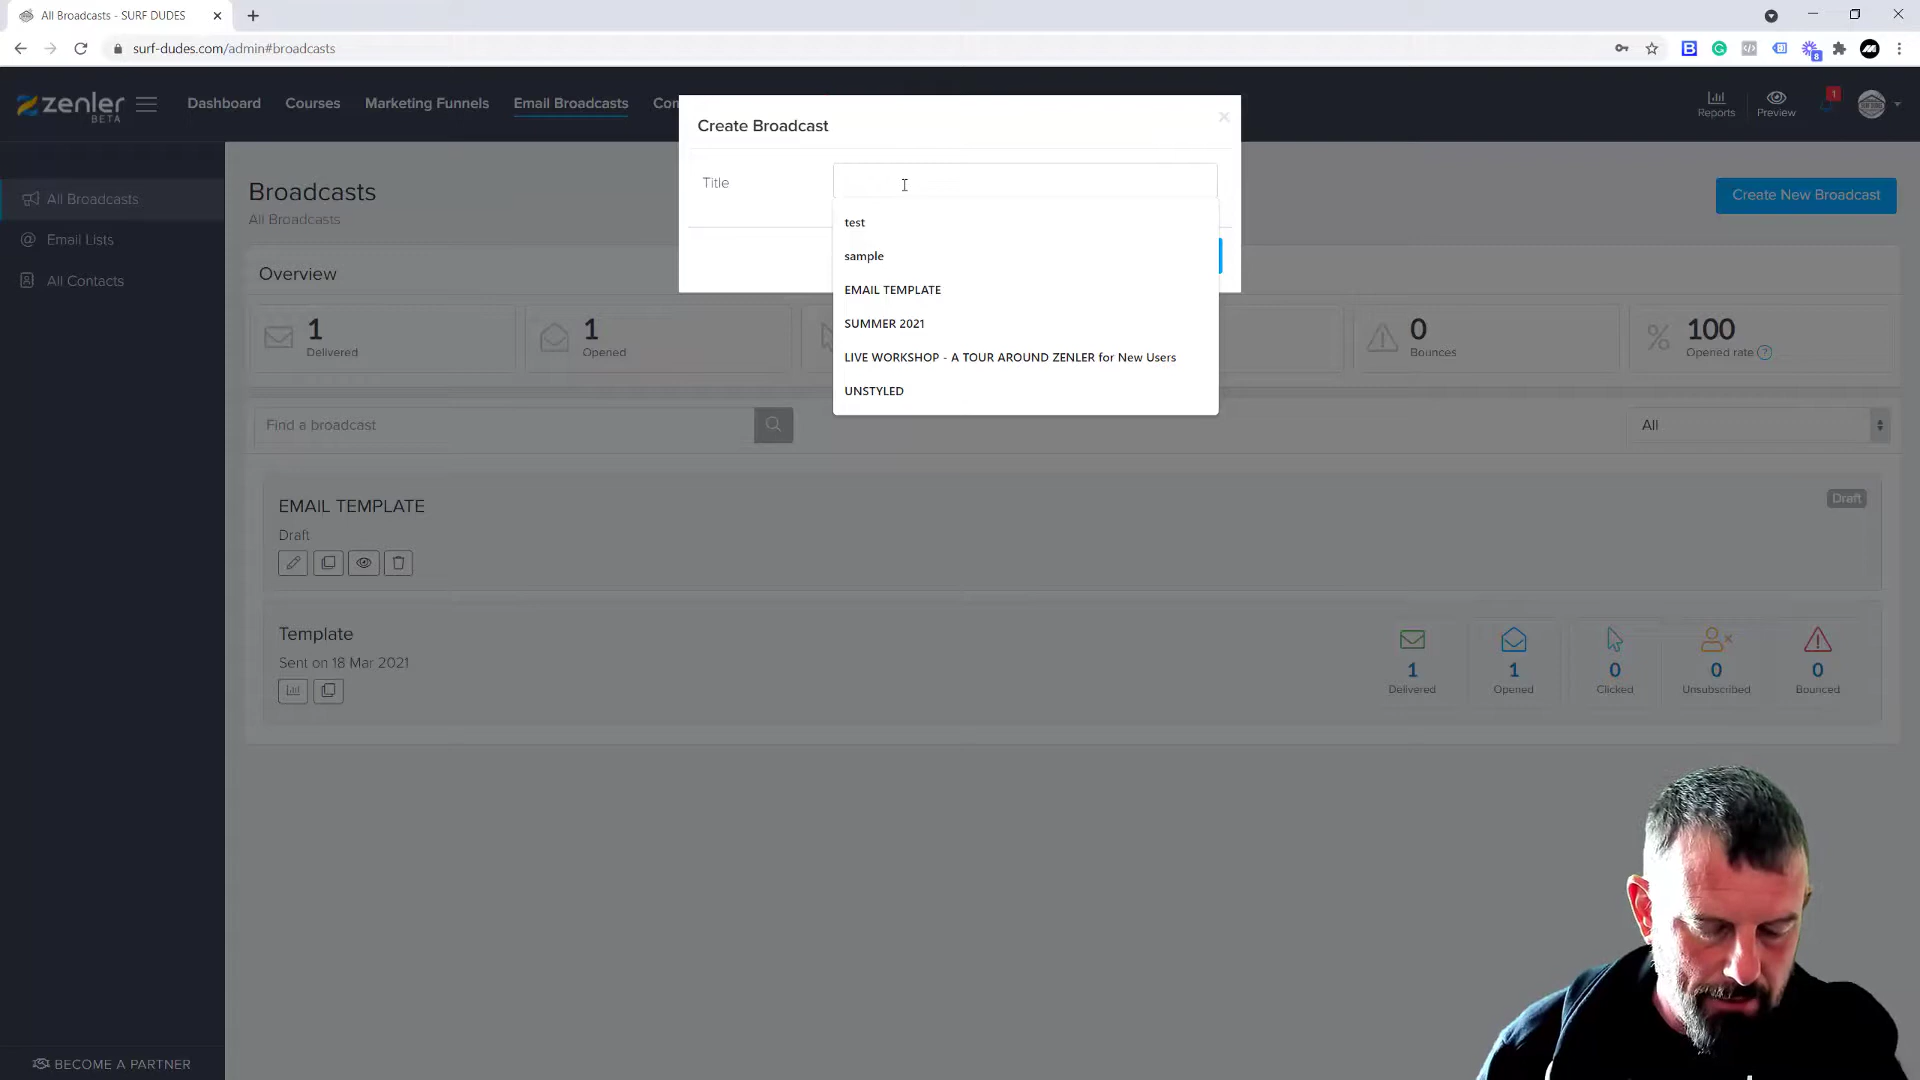 All Broadcasts - SURF DUDES
surf-dudes.com/admin#broadcasts
8
zenler
BETA
Dashboard
Courses
Marketing Funnels
Email Broadcasts
Reports
Preview
1
Create Broadcast
Title
test
sample
EMAIL TEMPLATE
SUMMER 2021
LIVE WORKSHOP - A TOUR AROUND ZENLER for New Users
UNSTYLED
All Broadcasts
Email Lists
All Contacts
Broadcasts
All Broadcasts
Create New Broadcast
Overview
1
Delivered
1
Opened
0
Bounces
100
Opened rate
Find a broadcast
All
EMAIL TEMPLATE
Draft
Draft
Template
Sent on 18 Mar 2021
1
Delivered
1
Opened
0
Clicked
0
Unsubscribed
0
Bounced
BECOME A PARTNER